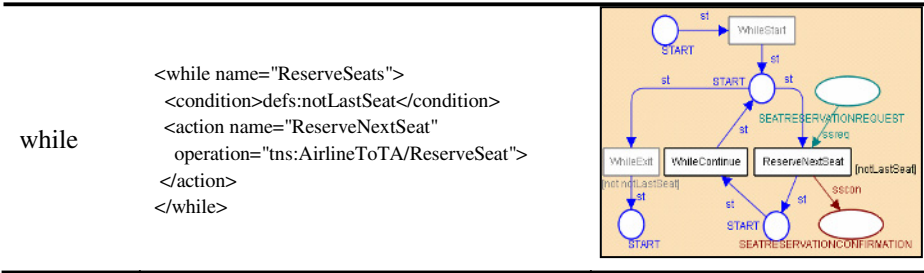 while
<while name="ReserveSeats">
<condition>defs:notLastSeat</condition>
<action name="ReserveNextSeat"
operation="tns:AirlineToTA/ReserveSeat">
</action>
</while>
st
WhileStart
START
st
st
START
st
SEATRESERVATIONREQUEST
ssreq
st
WhileExit
WhileContinue
ReserveNextSeat
[notLastSeat]
[not notLastSeat]
st
st
st
sscon
START
START
SEATRESERVATIONCONFIRMATION